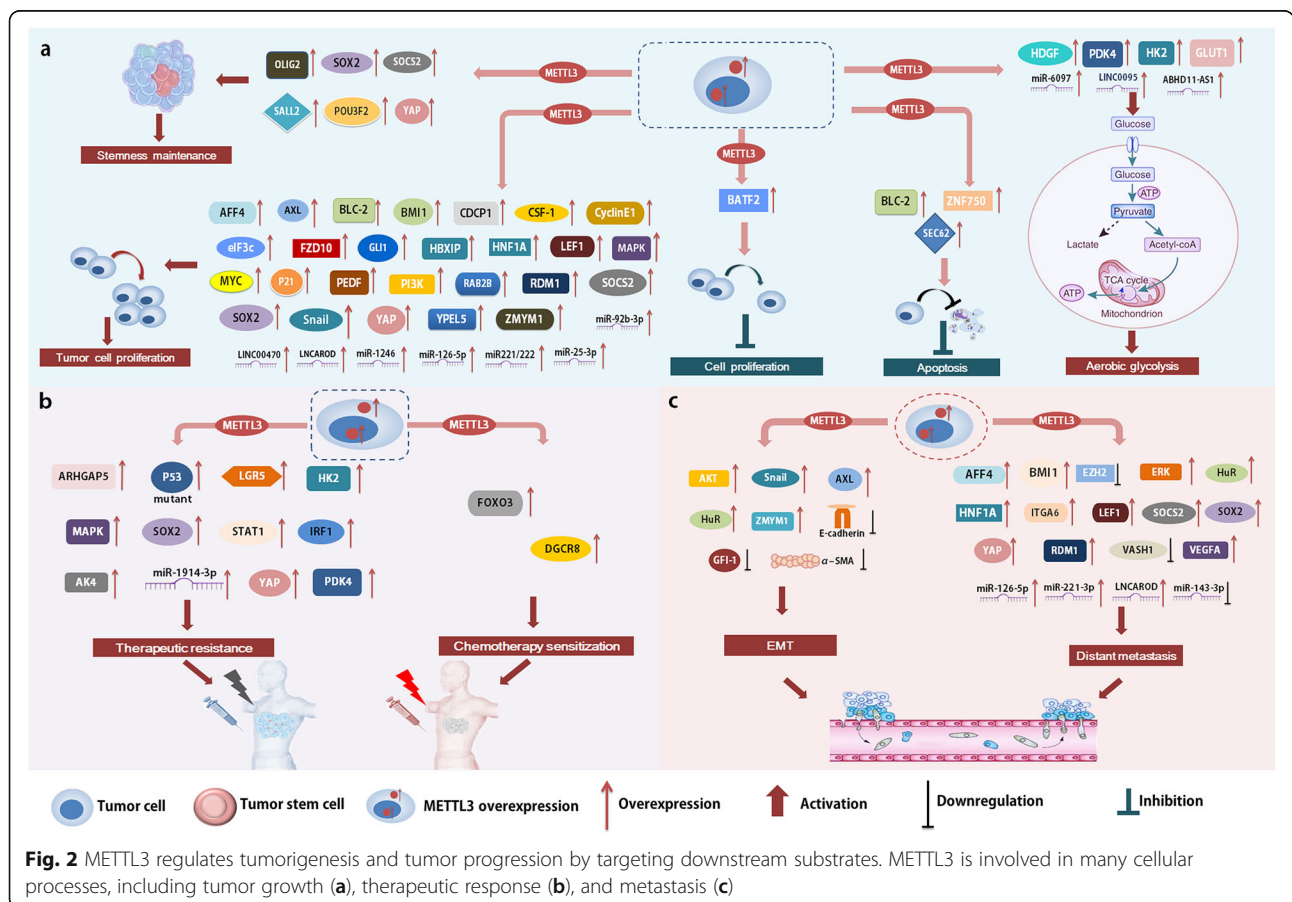 a
OLIG2 SOX2 SOCS2
SALL2 POU3F2 YAP
Stemness maintenance
METTL3
METTL3
METTL3
METTL3
METTL3
HDGF PDK4 HK2 GLUT1
miR-6097 LINC0095 ABHD11-AS1
Glucose
Glucose
ATP
Pyruvate
Lactate
Acetyl-coA
TCA cycle
ATP
Mitochondrion
Aerobic glycolysis
AFF4 AXL BLC-2 BMI1 CDCP1 CSF-1 CyclinE1
eIF3c FZD10 GLI1 HBXIP HNF1A LEF1 MAPK
MYC P21 PEDF PI3K RAB2B RDM1 SOCS2
SOX2 Snail YAP YPEL5 ZMYM1 miR-92b-3p
LINC00470 LNCAROD miR-1246 miR-126-5p miR221/222 miR-25-3p
Tumor cell proliferation
BATF2
Cell proliferation
BLC-2 ZNF750
SEC62
Apoptosis
b
METTL3 METTL3
ARHGAP5 P53 LGR5 HK2
mutant
MAPK SOX2 STAT1 IRF1
AK4 miR-1914-3p YAP PDK4
Therapeutic resistance
FOXO3
DGCR8
Chemotherapy sensitization
c
METTL3 METTL3
AKT Snail AXL
HuR ZMYM1 E-cadherin
GFI-1 α-SMA
EMT
AFF4 BMI1 EZH2 ERK HuR
HNF1A ITGA6 LEF1 SOCS2 SOX2
YAP RDM1 VASH1 VEGFA
miR-126-5p miR-221-3p LNCAROD miR-143-3p
Distant metastasis
Tumor cell Tumor stem cell METTL3 overexpression Overexpression Activation Downregulation Inhibition
Fig. 2 METTL3 regulates tumorigenesis and tumor progression by targeting downstream substrates. METTL3 is involved in many cellular
processes, including tumor growth (a), therapeutic response (b), and metastasis (c)